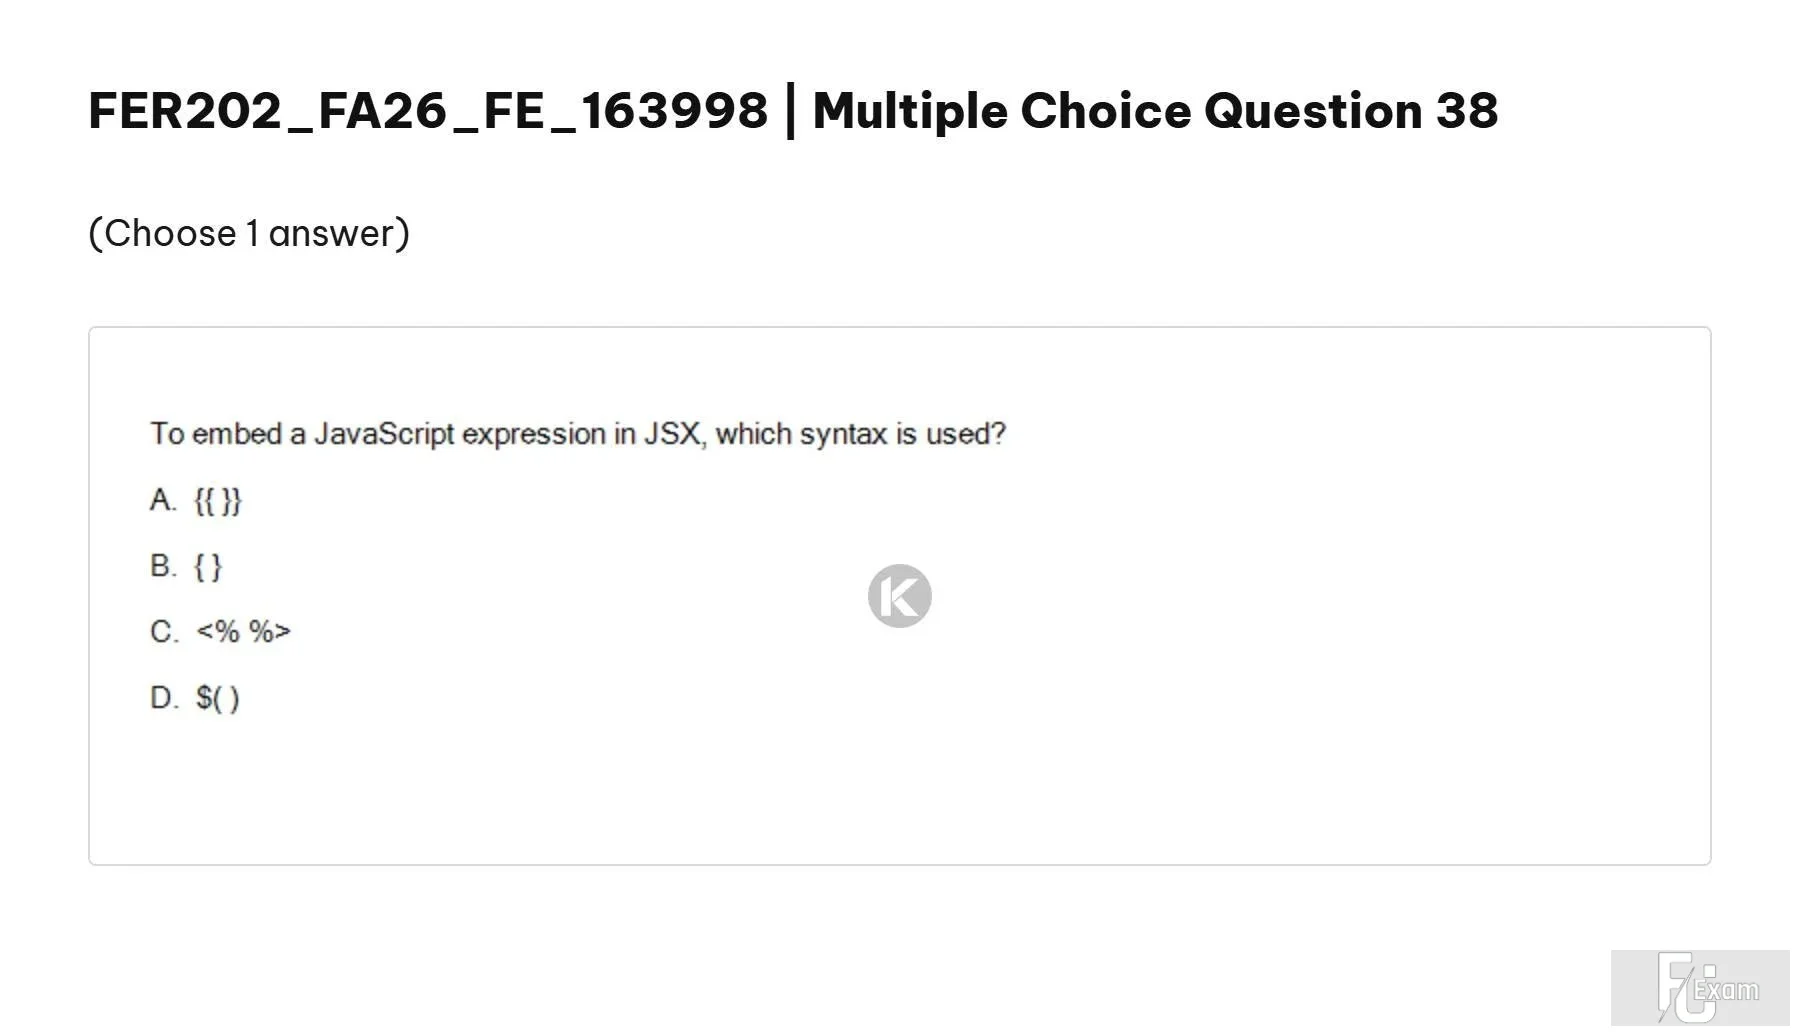 FER202_FA26_FE_163998 | Multiple Choice Question 38
(Choose 1 answer)
To embed a JavaScript expression in JSX, which syntax is used?
A. {{ }}
B. { }
C. <% %>
D. $( )
K
FU Exam